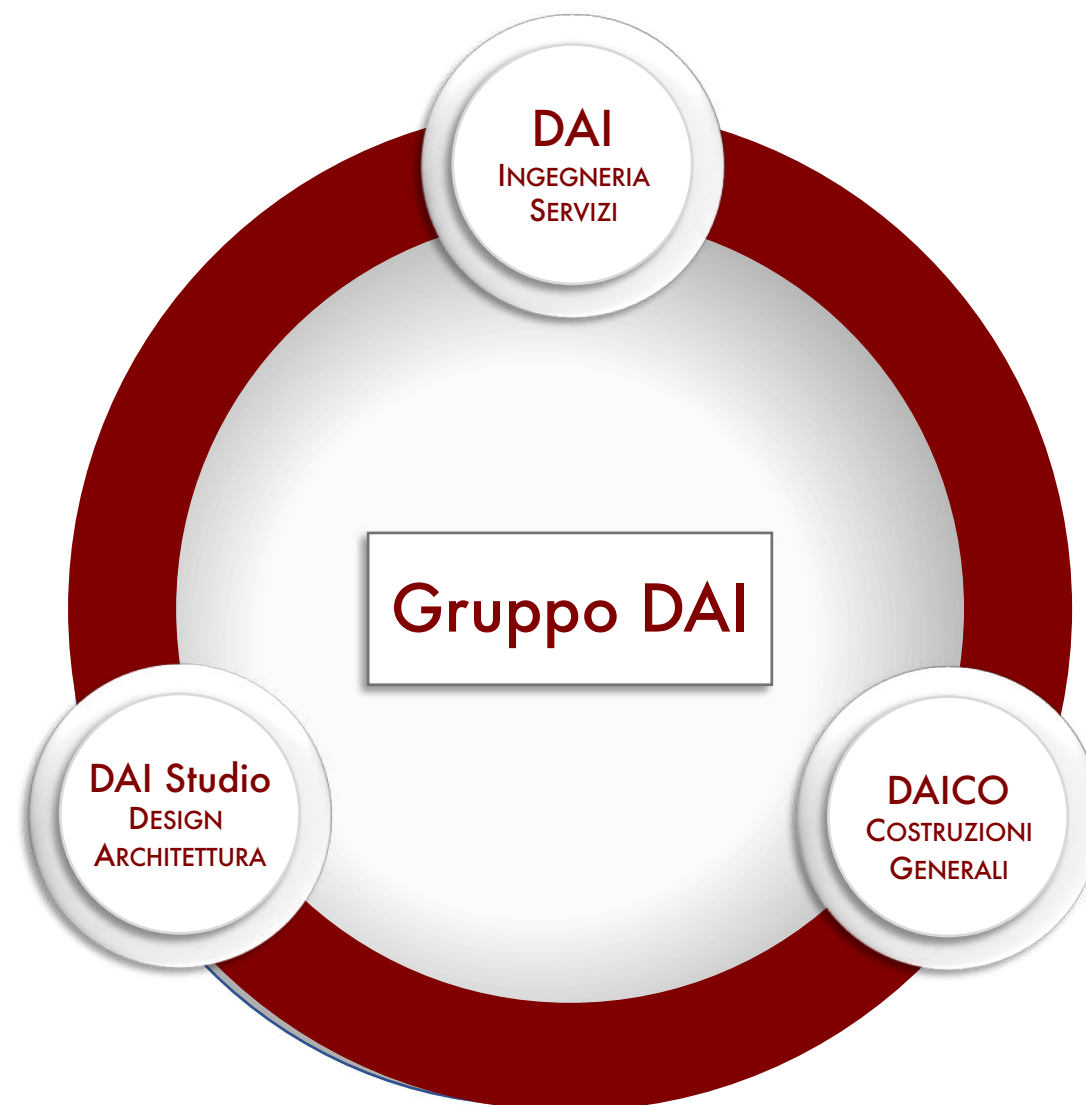 DAI
INGEGNERIA
SERVIZI
Gruppo DAI
DAI Studio
DESIGN
ARCHITETTURA
DAICO
COSTRUZIONI
GENERALI